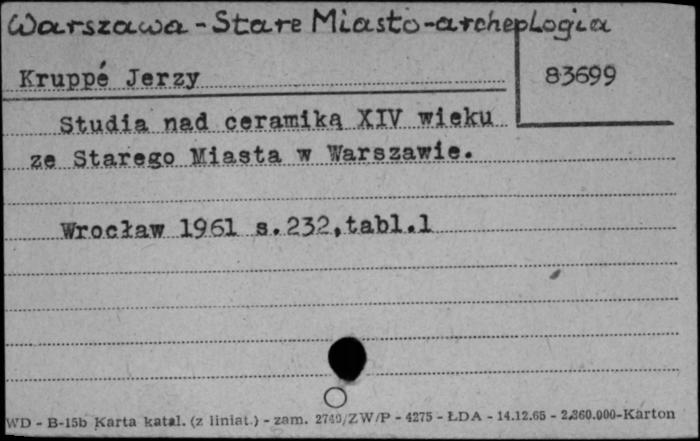 Warszawa - Stare Miasto - archeologia
Kruppé Jerzy
83699
Studia nad ceramiką XIV wieku
ze Starego Miasta w Warszawie.
Wrocław 1961 s.232,tabl.1
WD - B-15b Karta katal. (z liniat.) - zam. 2749/ZW/P - 4275 - ŁDA - 14.12.65 - 2.360.000-Karton